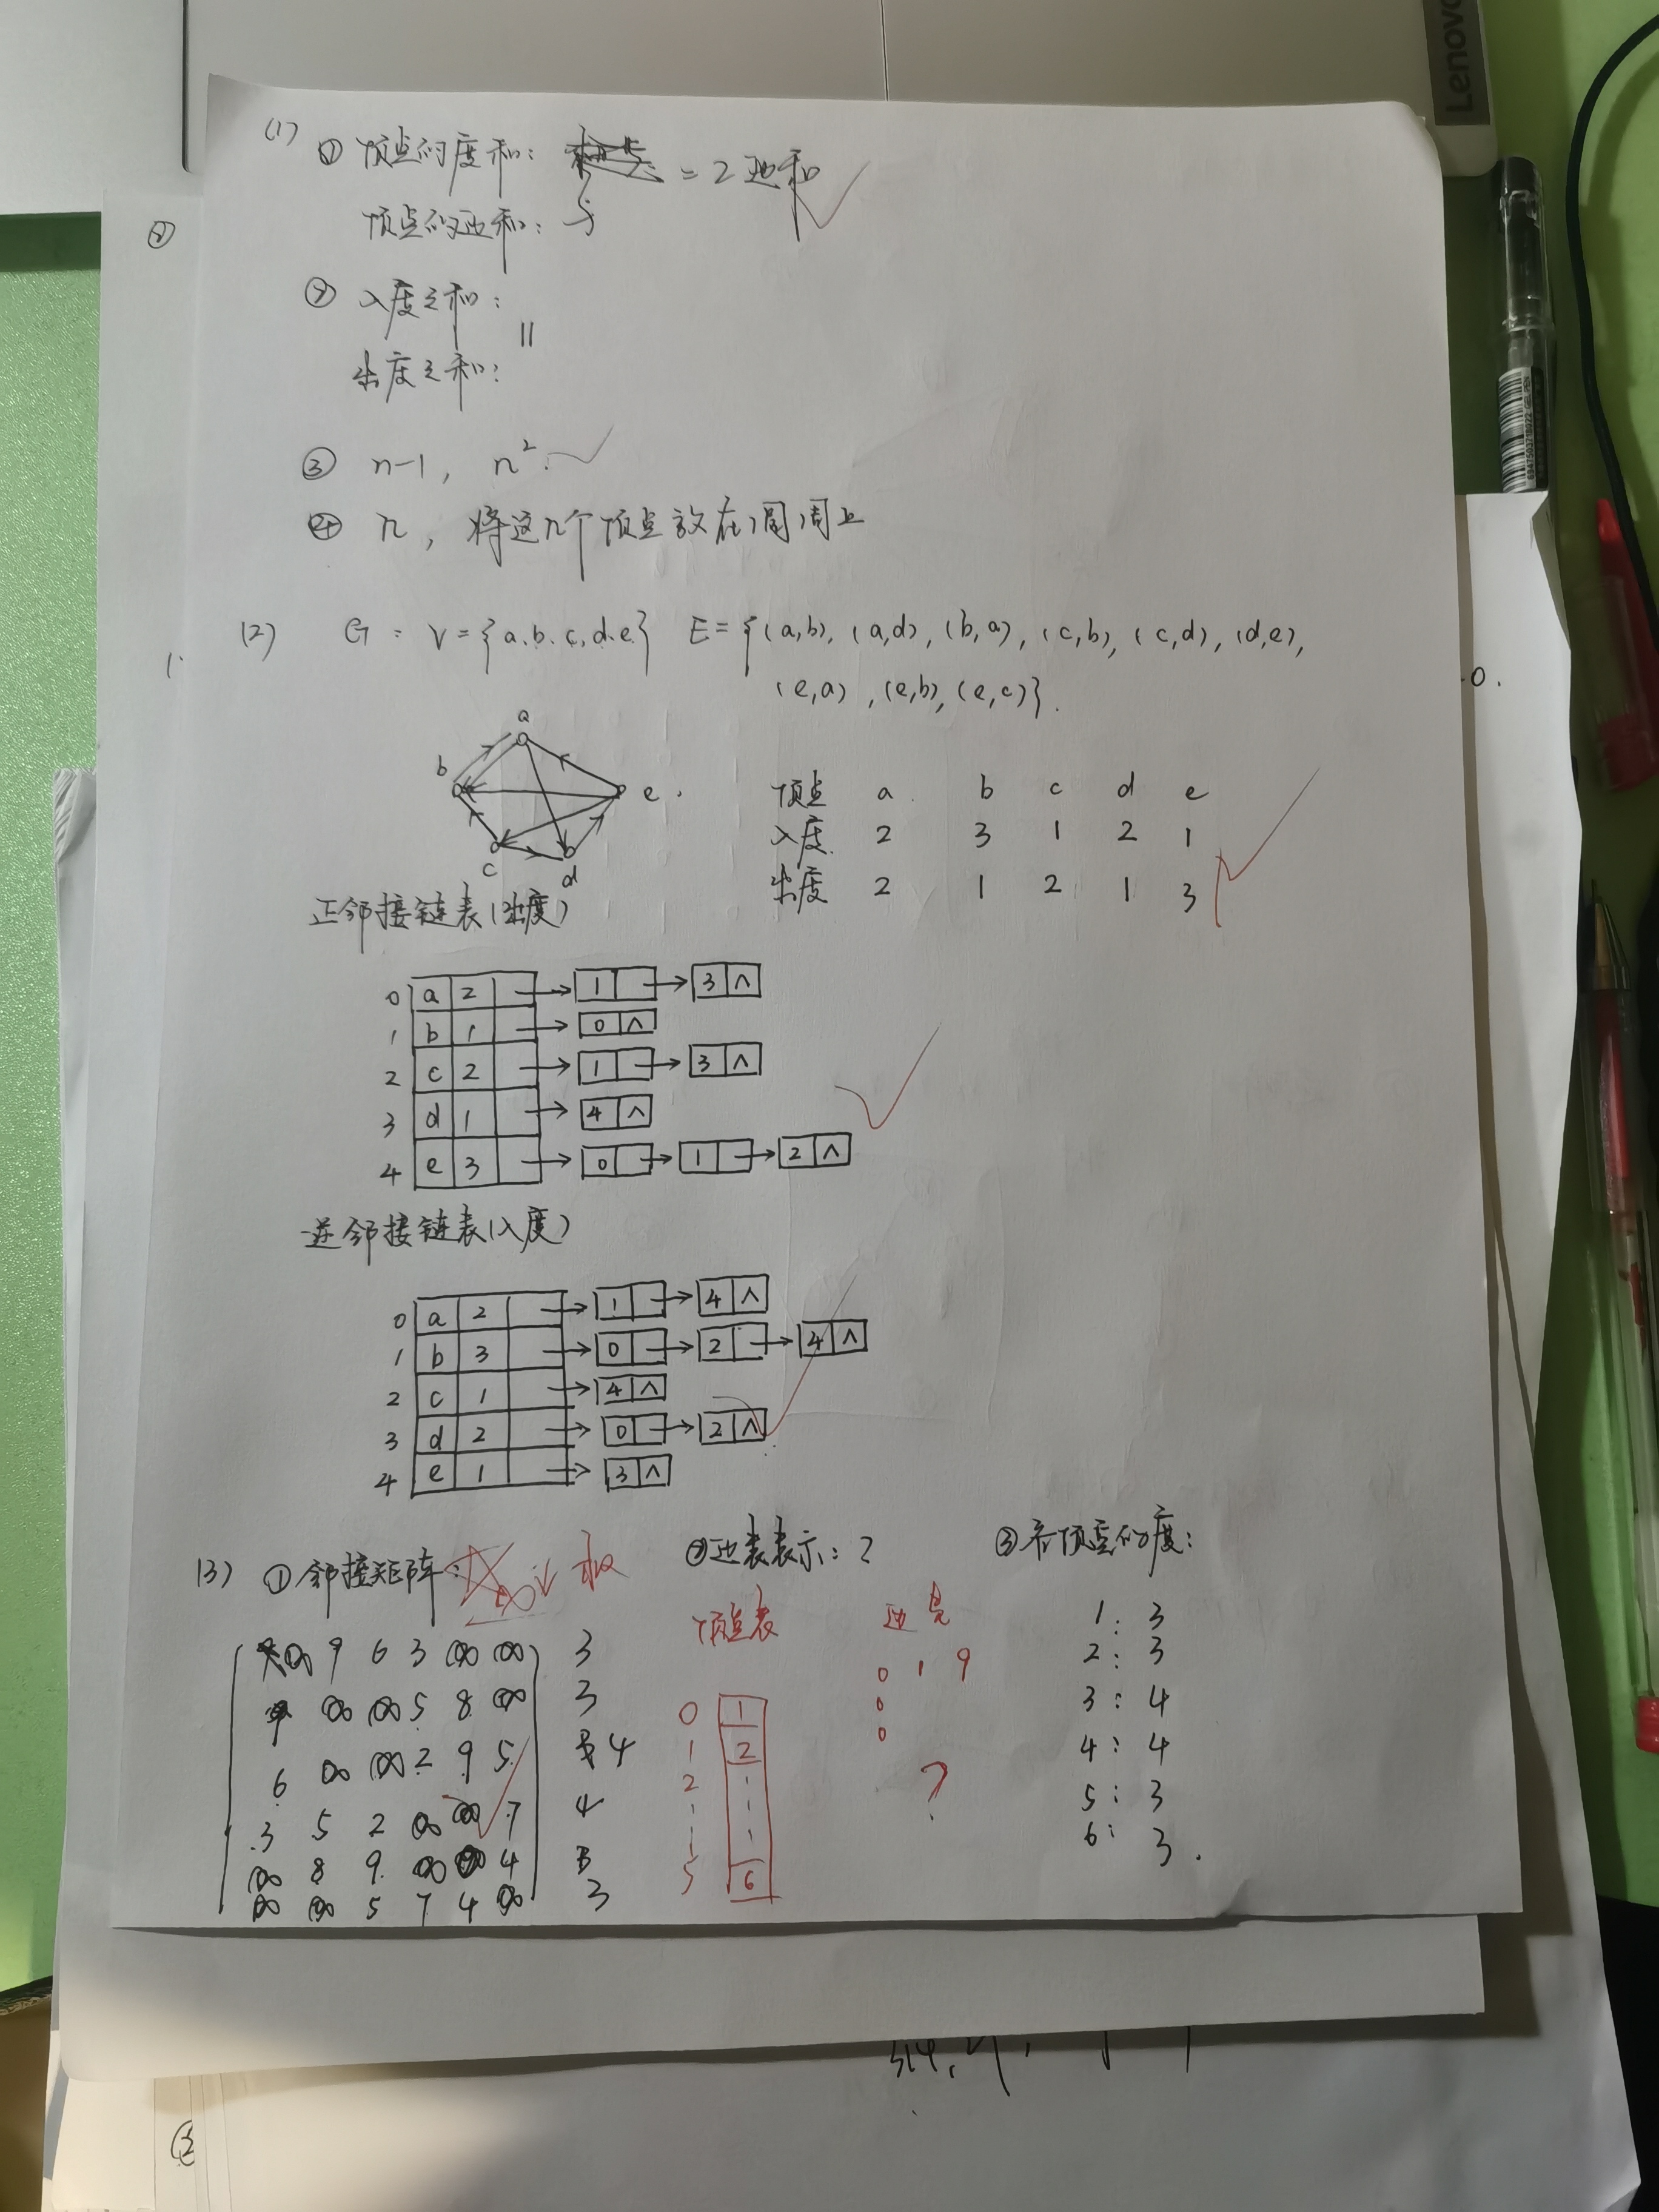 Lenovo
(1) ① 顶点的度和: = 2边和
顶点的边和:
②
② 入度之和:
||
出度之和:
③ n-1, n².
④ n, 将这n个顶点放在圆周上
(2) G: V={a.b.c,d.e} E={(a,b), (a,d), (b,a), (c,b), (c,d), (d,e),
(e,a), (e,b), (e,c)}.
1.
0.
a
b
e
c
d
顶点 a b c d e
入度 2 3 1 2 1
出度 2 1 2 1 3
正邻接链表(出度)
0 a 2 → 1 → 3 ∧
1 b 1 → 0 ∧
2 c 2 → 1 → 3 ∧
3 d 1 → 4 ∧
4 e 3 → 0 → 1 → 2 ∧
逆邻接链表(入度)
0 a 2 → 1 → 4 ∧
1 b 3 → 0 → 2 → 4 ∧
2 c 1 → 4 ∧
3 d 2 → 0 → 2 ∧
4 e 1 → 3 ∧
(3) ① 邻接矩阵:
∞ 9 6 3 ∞ ∞ 3
9 ∞ ∞ 5 8 ∞ 3
6 ∞ ∞ 2 9 5 4
3 5 2 ∞ ∞ 7 4
∞ 8 9 ∞ ∞ 4 3
∞ ∞ 5 7 4 ∞ 3
② 边表表示: ?
顶点表 边
0 1
1 2
2
5 6
0 1 9
0
0
?
③ 各顶点的度:
1: 3
2: 3
3: 4
4: 4
5: 3
6: 3.